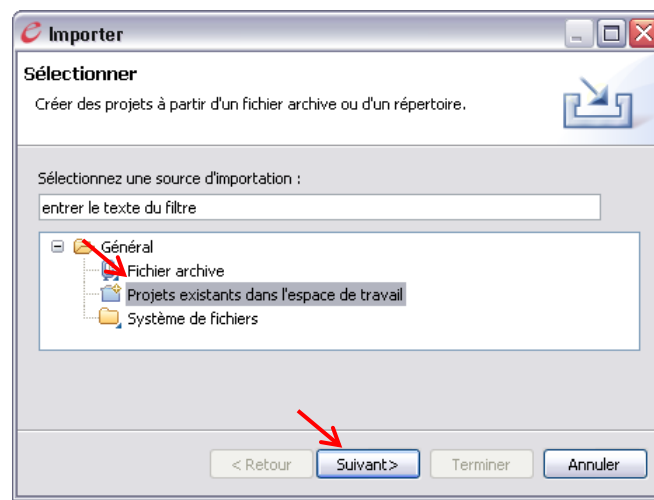 Importer
Sélectionner
Créer des projets à partir d'un fichier archive ou d'un répertoire.
Sélectionnez une source d'importation :
entrer le texte du filtre
Général
Fichier archive
Projets existants dans l'espace de travail
Système de fichiers
< Retour Suivant> Terminer Annuler